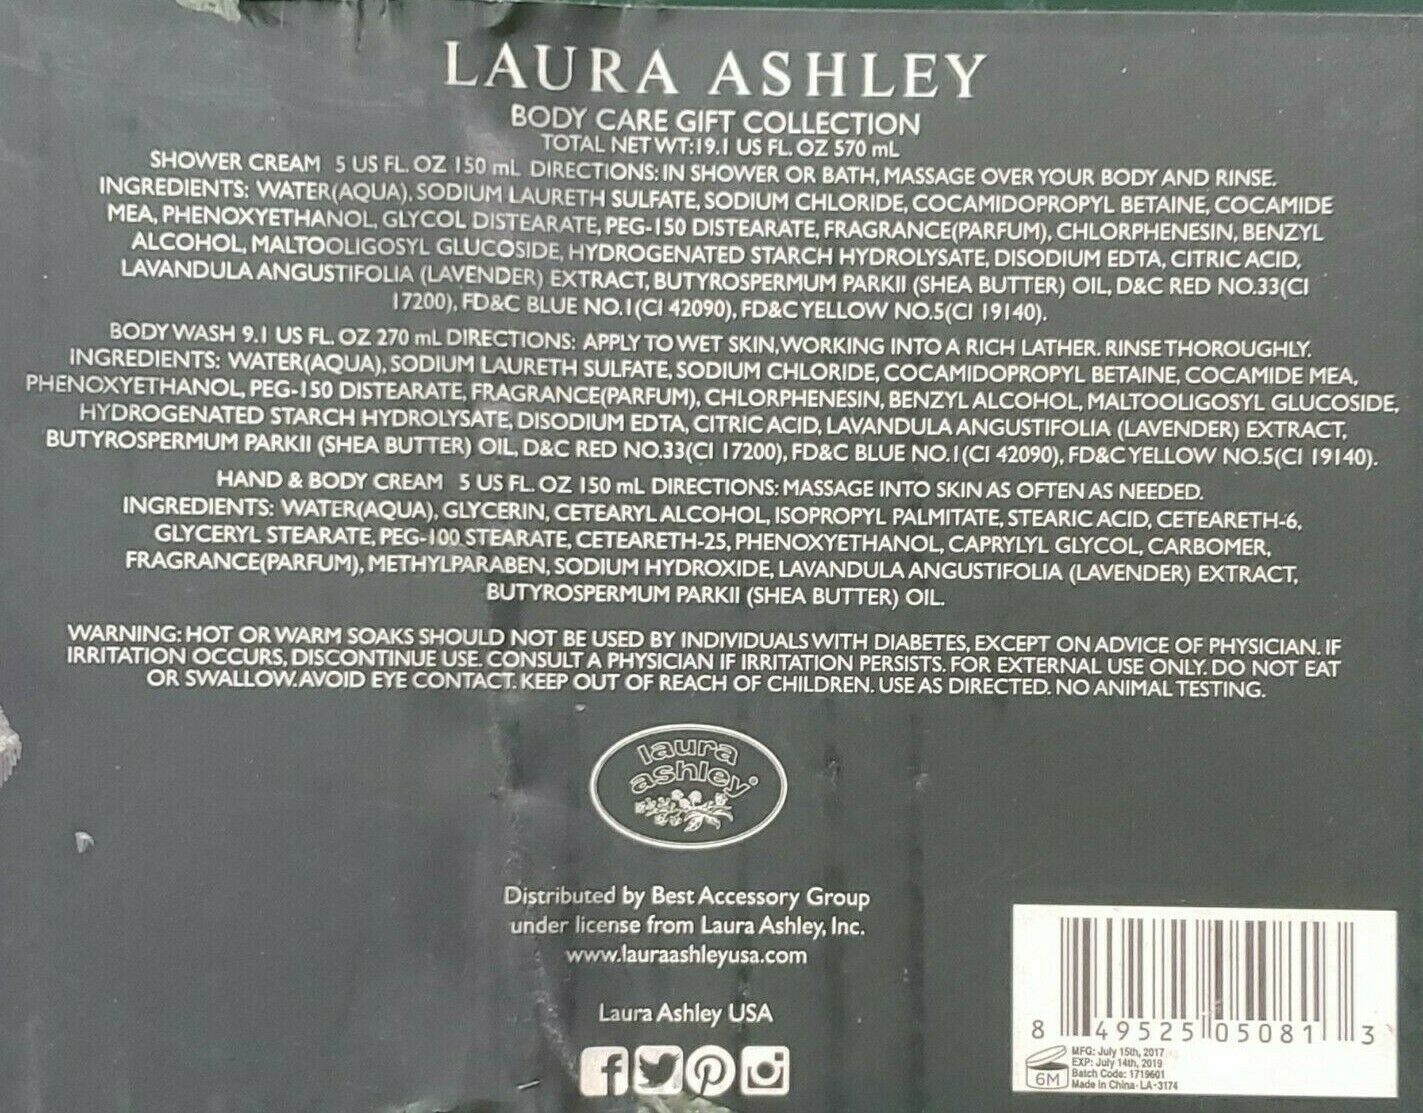 LAURA ASHLEY
BODY CARE GIFT COLLECTION
TOTAL NET WT:19.1 US FL. OZ 570 mL
SHOWER CREAM 5 US FL. OZ 150 mL DIRECTIONS: IN SHOWER OR BATH, MASSAGE OVER YOUR BODY AND RINSE.
INGREDIENTS: WATER(AQUA), SODIUM LAURETH SULFATE, SODIUM CHLORIDE, COCAMIDOPROPYL BETAINE, COCAMIDE
MEA, PHENOXYETHANOL, GLYCOL DISTEARATE, PEG-150 DISTEARATE, FRAGRANCE(PARFUM), CHLORPHENESIN, BENZYL
ALCOHOL, MALTOOLIGOSYL GLUCOSIDE, HYDROGENATED STARCH HYDROLYSATE, DISODIUM EDTA, CITRIC ACID,
LAVANDULA ANGUSTIFOLIA (LAVENDER) EXTRACT, BUTYROSPERMUM PARKII (SHEA BUTTER) OIL, D&C RED NO.33(CI
17200), FD&C BLUE NO.1(CI 42090), FD&C YELLOW NO.5(CI 19140).
BODY WASH 9.1 US FL. OZ 270 mL DIRECTIONS: APPLY TO WET SKIN, WORKING INTO A RICH LATHER. RINSE THOROUGHLY.
INGREDIENTS: WATER(AQUA), SODIUM LAURETH SULFATE, SODIUM CHLORIDE, COCAMIDOPROPYL BETAINE, COCAMIDE MEA,
PHENOXYETHANOL, PEG-150 DISTEARATE, FRAGRANCE(PARFUM), CHLORPHENESIN, BENZYL ALCOHOL, MALTOOLIGOSYL GLUCOSIDE,
HYDROGENATED STARCH HYDROLYSATE, DISODIUM EDTA, CITRIC ACID, LAVANDULA ANGUSTIFOLIA (LAVENDER) EXTRACT,
BUTYROSPERMUM PARKII (SHEA BUTTER) OIL, D&C RED NO.33(CI 17200), FD&C BLUE NO.1(CI 42090), FD&C YELLOW NO.5(CI 19140).
HAND & BODY CREAM 5 US FL. OZ 150 mL DIRECTIONS: MASSAGE INTO SKIN AS OFTEN AS NEEDED.
INGREDIENTS: WATER(AQUA), GLYCERIN, CETEARYL ALCOHOL, ISOPROPYL PALMITATE, STEARIC ACID, CETEARETH-6,
GLYCERYL STEARATE, PEG-100 STEARATE, CETEARETH-25, PHENOXYETHANOL, CAPRYLYL GLYCOL, CARBOMER,
FRAGRANCE(PARFUM), METHYLPARABEN, SODIUM HYDROXIDE, LAVANDULA ANGUSTIFOLIA (LAVENDER) EXTRACT,
BUTYROSPERMUM PARKII (SHEA BUTTER) OIL.
WARNING: HOT OR WARM SOAKS SHOULD NOT BE USED BY INDIVIDUALS WITH DIABETES, EXCEPT ON ADVICE OF PHYSICIAN. IF
IRRITATION OCCURS, DISCONTINUE USE. CONSULT A PHYSICIAN IF IRRITATION PERSISTS. FOR EXTERNAL USE ONLY. DO NOT EAT
OR SWALLOW. AVOID EYE CONTACT. KEEP OUT OF REACH OF CHILDREN. USE AS DIRECTED. NO ANIMAL TESTING.
laura
ashley®
Distributed by Best Accessory Group
under license from Laura Ashley, Inc.
www.lauraashleyusa.com
Laura Ashley USA
8 49525 05081 3
6M
MFG: July 15th, 2017
EXP: July 14th, 2019
Batch Code: 1719601
Made in China- LA-3174